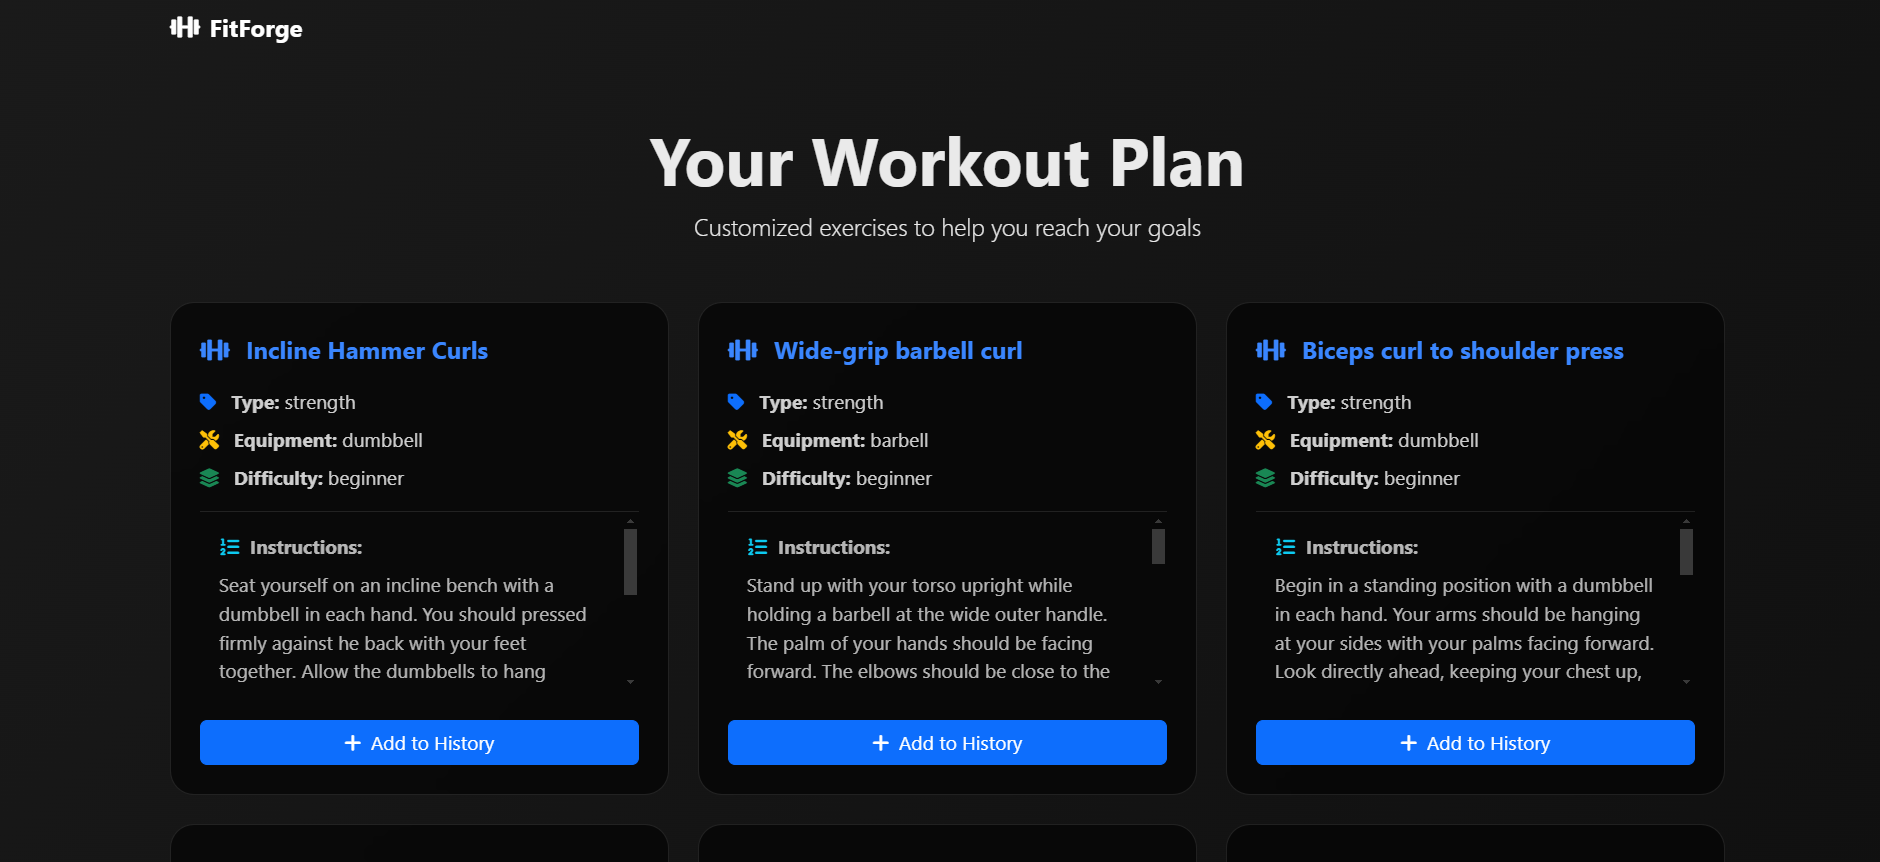 FitForge
Your Workout Plan
Customized exercises to help you reach your goals
Incline Hammer Curls
Type: strength
Equipment: dumbbell
Difficulty: beginner
Instructions:
Seat yourself on an incline bench with a
dumbbell in each hand. You should pressed
firmly against he back with your feet
together. Allow the dumbbells to hang
Add to History
Wide-grip barbell curl
Type: strength
Equipment: barbell
Difficulty: beginner
Instructions:
Stand up with your torso upright while
holding a barbell at the wide outer handle.
The palm of your hands should be facing
forward. The elbows should be close to the
Add to History
Biceps curl to shoulder press
Type: strength
Equipment: dumbbell
Difficulty: beginner
Instructions:
Begin in a standing position with a dumbbell
in each hand. Your arms should be hanging
at your sides with your palms facing forward.
Look directly ahead, keeping your chest up,
Add to History